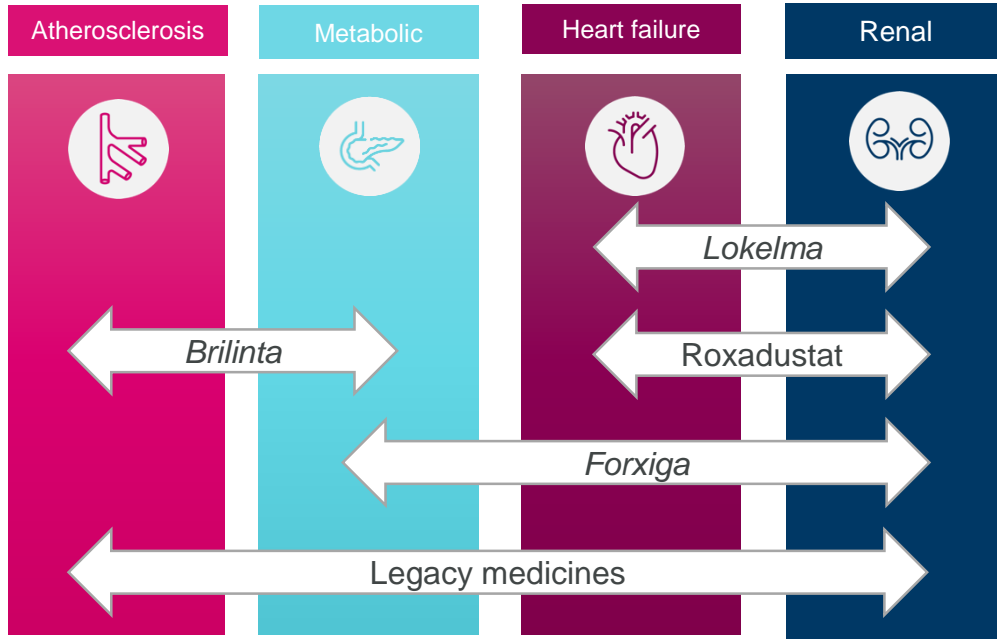 Atherosclerosis
Metabolic
Heart failure
Renal
Lokelma
Brilinta
Roxadustat
Forxiga
Legacy medicines